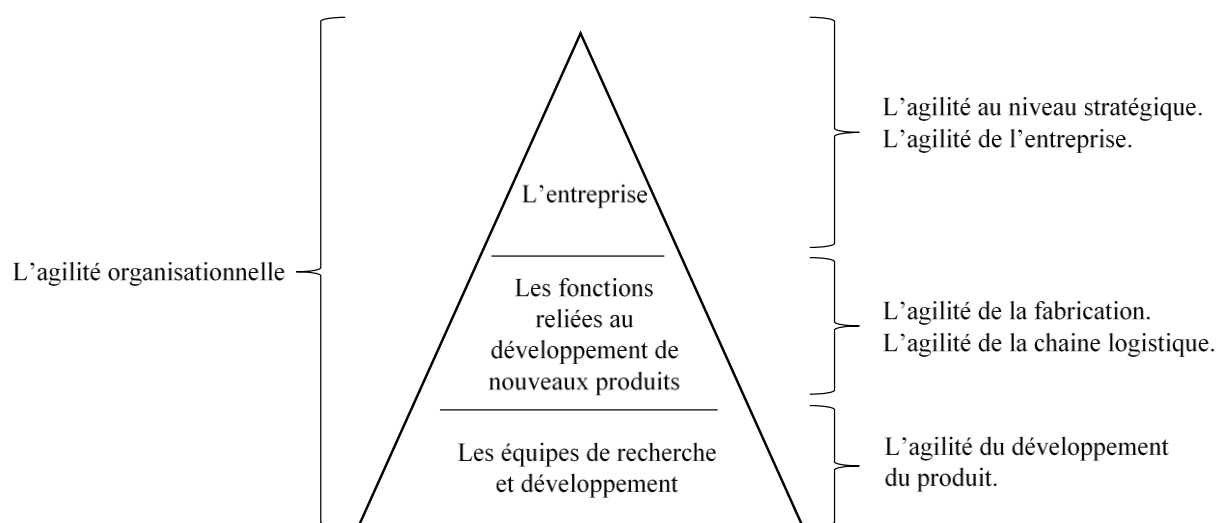 L'agilité organisationnelle
L'entreprise
Les fonctions
reliées au
développement de
nouveaux produits
Les équipes de recherche
et développement
L'agilité au niveau stratégique.
L'agilité de l'entreprise.
L'agilité de la fabrication.
L'agilité de la chaine logistique.
L'agilité du développement
du produit.